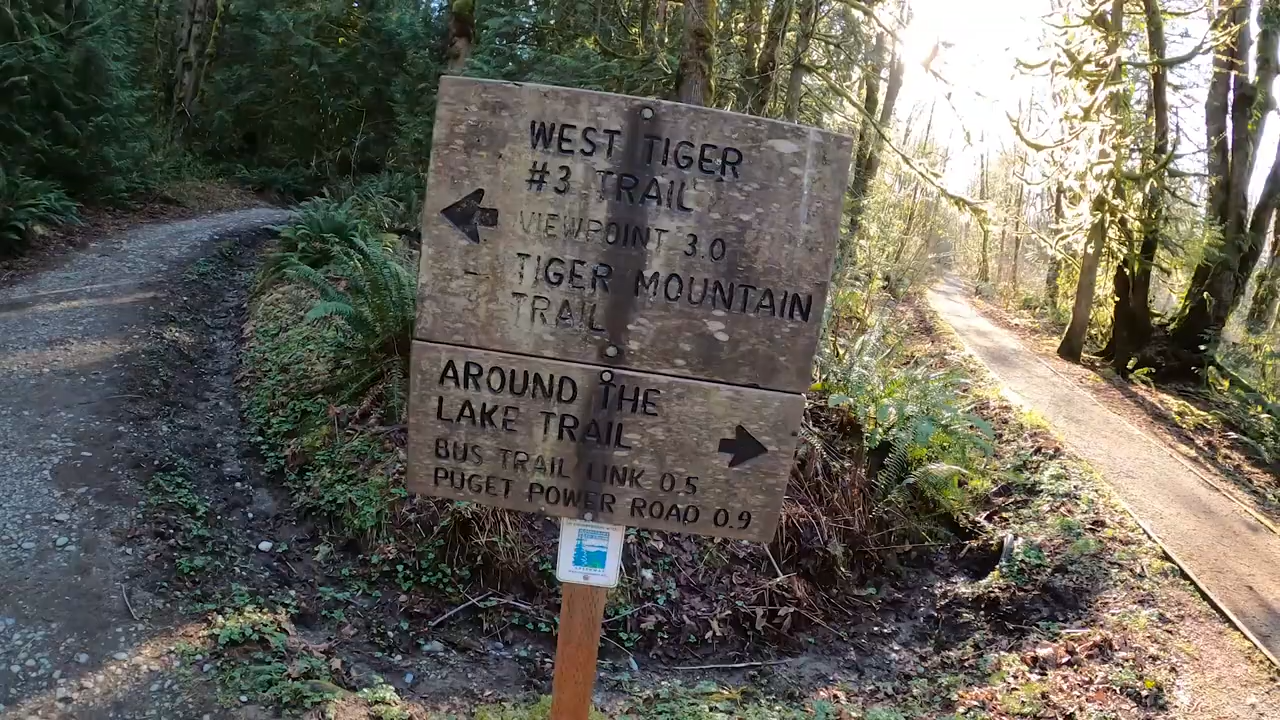 WEST TIGER
#3 TRAIL
VIEWPOINT 3.0
TIGER MOUNTAIN
TRAIL
AROUND THE
LAKE TRAIL
BUS TRAIL LINK 0.5
PUGET POWER ROAD 0.9